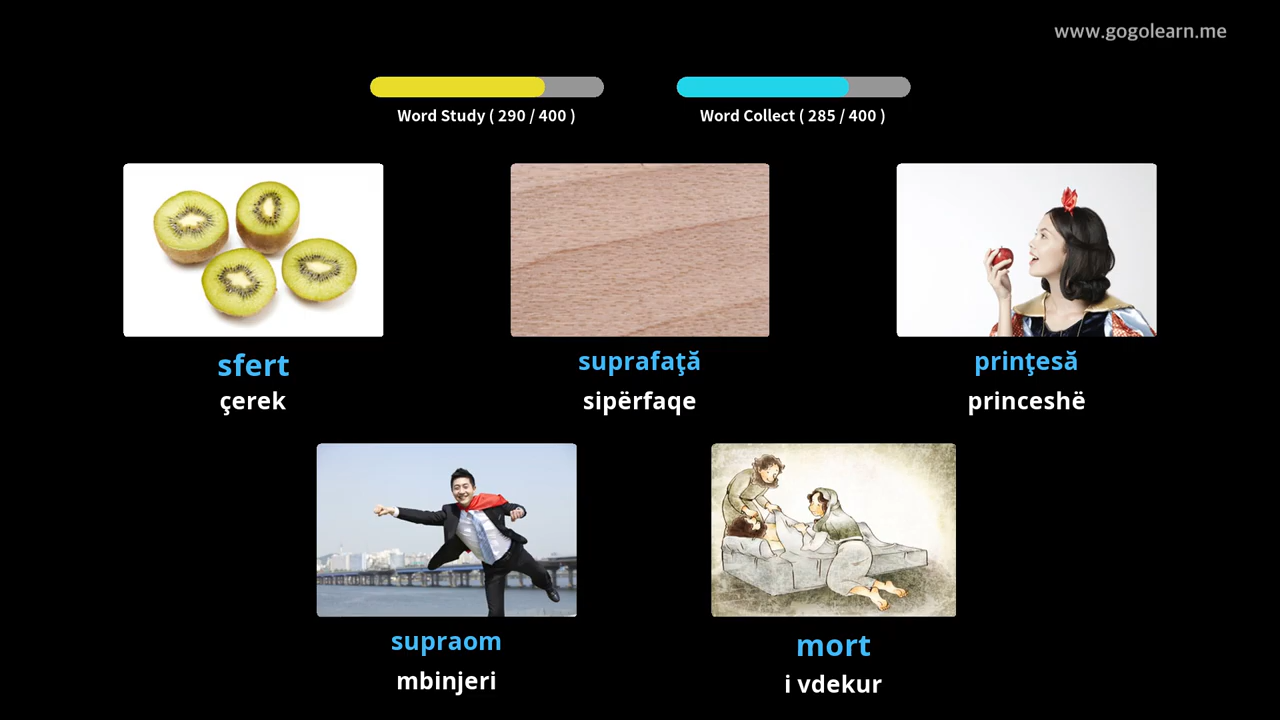 www.gogolearn.me
Word Study ( 290 / 400 )
Word Collect ( 285 / 400 )
sfert
çerek
suprafaţă
sipërfaqe
prinţesă
princeshë
supraom
mbinjeri
mort
i vdekur